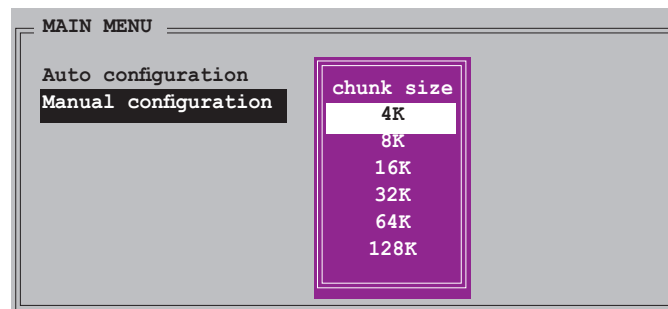 MAIN MENU
Auto configuration
Manual configuration
chunk size
4K
8K
16K
32K
64K
128K